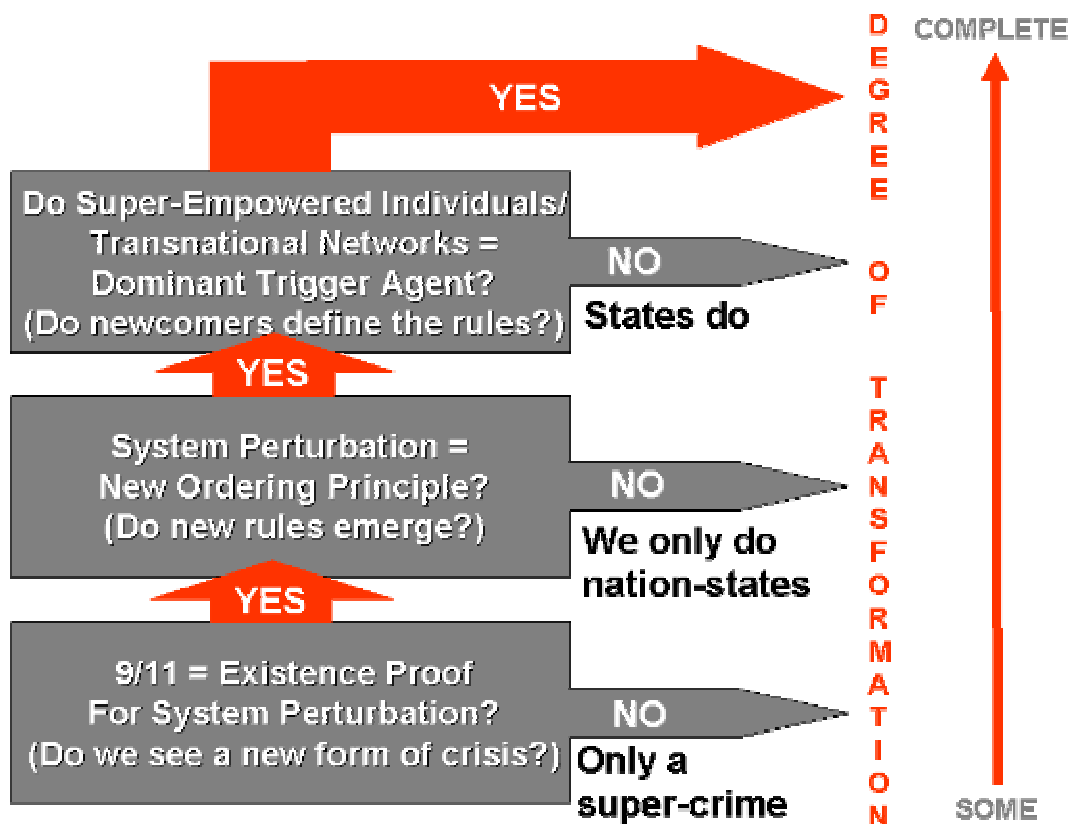 COMPLETE
YES
Do Super-Empowered Individuals/
Transnational Networks =
Dominant Trigger Agent?
(Do newcomers define the rules?)
NO
States do
YES
System Perturbation =
New Ordering Principle?
(Do new rules emerge?)
NO
We only do
nation-states
YES
9/11 = Existence Proof
For System Perturbation?
(Do we see a new form of crisis?)
NO
Only a
super-crime
DEGREE OF TRANSFORMATION
SOME